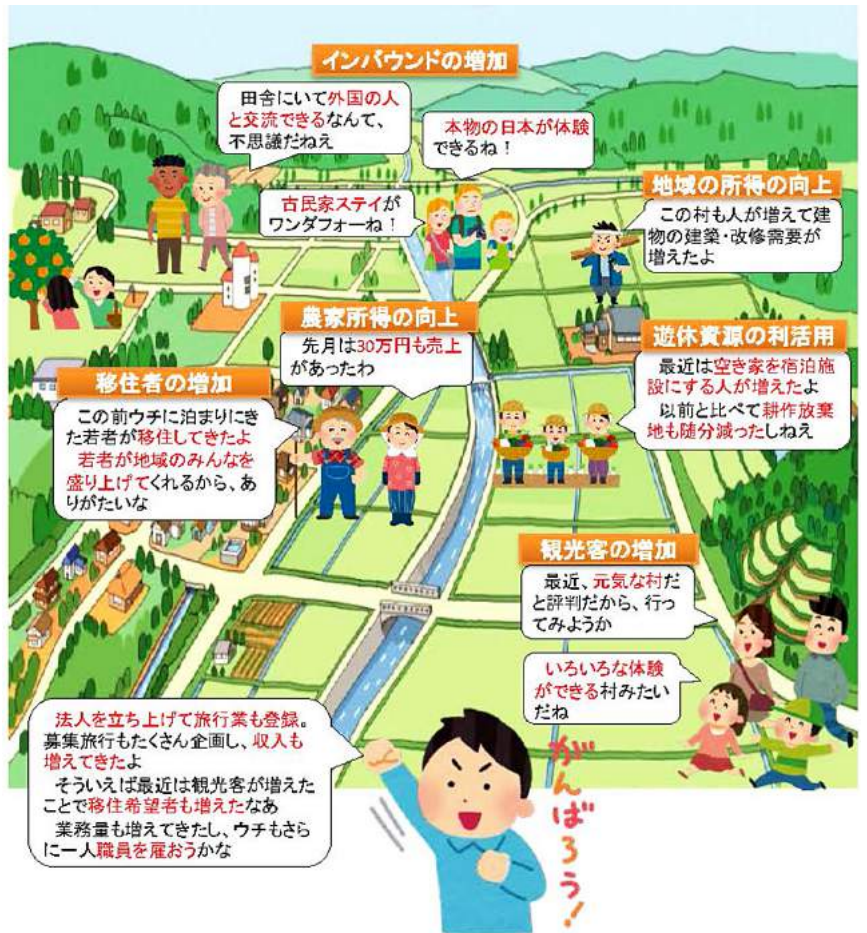 インバウンドの増加
田舎にいて外国の人
と交流できるなんて、
不思議だねえ
本物の日本が体験
できるね！
古民家ステイが
ワンダフォーね！
地域の所得の向上
この村も人が増えて建
物の建築・改修需要が
増えたよ
農家所得の向上
先月は30万円も売上
があったわ
遊休資源の利活用
最近は空き家を宿泊施
設にする人が増えたよ
以前と比べて耕作放棄
地も随分減ったしねえ
移住者の増加
この前ウチに泊まりにき
た若者が移住してきたよ
若者が地域のみんなを
盛り上げてくれるから、あ
りがたいな
観光客の増加
最近、元気な村だ
と評判だから、行っ
てみようか
いろいろな体験
ができる村みたい
だね
法人を立ち上げて旅行業も登録。
募集旅行もたくさん企画し、収入も
増えてきたよ
そういえば最近は観光客が増えた
ことで移住希望者も増えたなあ
業務量も増えてきたし、ウチもさら
に一人職員を雇おうかな
がんばろう！